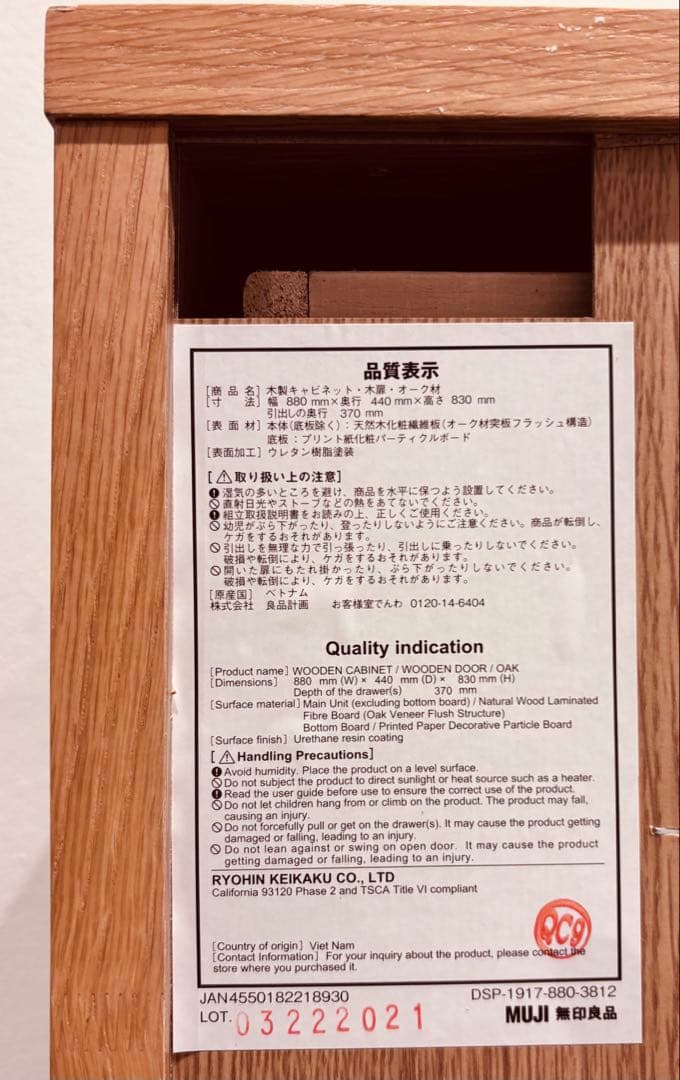 品質表示
[商品名] 木製キャビネット・木扉・オーク材
[寸法] 幅 880 mm×奥行 440 mm×高さ 830 mm
引出しの奥行 370 mm
[表面材] 本体(底板除く):天然木化粧繊維板(オーク材突板フラッシュ構造)
底板:プリント紙化粧パーティクルボード
[表面加工] ウレタン樹脂塗装
[⚠取り扱い上の注意]
湿気の多いところを避け、商品を水平に保つよう設置してください。
直射日光やストーブなどの熱をあてないでください。
組立取扱説明書をお読みの上、正しくご使用ください。
幼児がぶら下がったり、登ったりしないようにご注意ください。商品が転倒し、
ケガをするおそれがあります。
引出しを無理な力で引っ張ったり、引出しに乗ったりしないでください。
破損や転倒により、ケガをするおそれがあります。
開いた扉にもたれ掛かったり、ぶら下がったりしないでください。
破損や転倒により、ケガをするおそれがあります。
[原産国] ベトナム
株式会社 良品計画 お客様室でんわ 0120-14-6404
Quality indication
[Product name] WOODEN CABINET / WOODEN DOOR / OAK
[Dimensions] 880 mm (W) × 440 mm (D) × 830 mm (H)
Depth of the drawer(s) 370 mm
[Surface material] Main Unit (excluding bottom board) / Natural Wood Laminated
Fibre Board (Oak Veneer Flush Structure)
Bottom Board / Printed Paper Decorative Particle Board
[Surface finish] Urethane resin coating
[⚠Handling Precautions]
Avoid humidity. Place the product on a level surface.
Do not subject the product to direct sunlight or heat source such as a heater.
Read the user guide before use to ensure the correct use of the product.
Do not let children hang from or climb on the product. The product may fall,
causing an injury.
Do not forcefully pull or get on the drawer(s). It may cause the product getting
damaged or falling, leading to an injury.
Do not lean against or swing on open door. It may cause the product
getting damaged or falling, leading to an injury.
RYOHIN KEIKAKU CO., LTD
California 93120 Phase 2 and TSCA Title VI compliant
QC9
[Country of origin] Viet Nam
[Contact Information] For your inquiry about the product, please contact the
store where you purchased it.
JAN4550182218930 DSP-1917-880-3812
LOT. 03222021 MUJI 無印良品